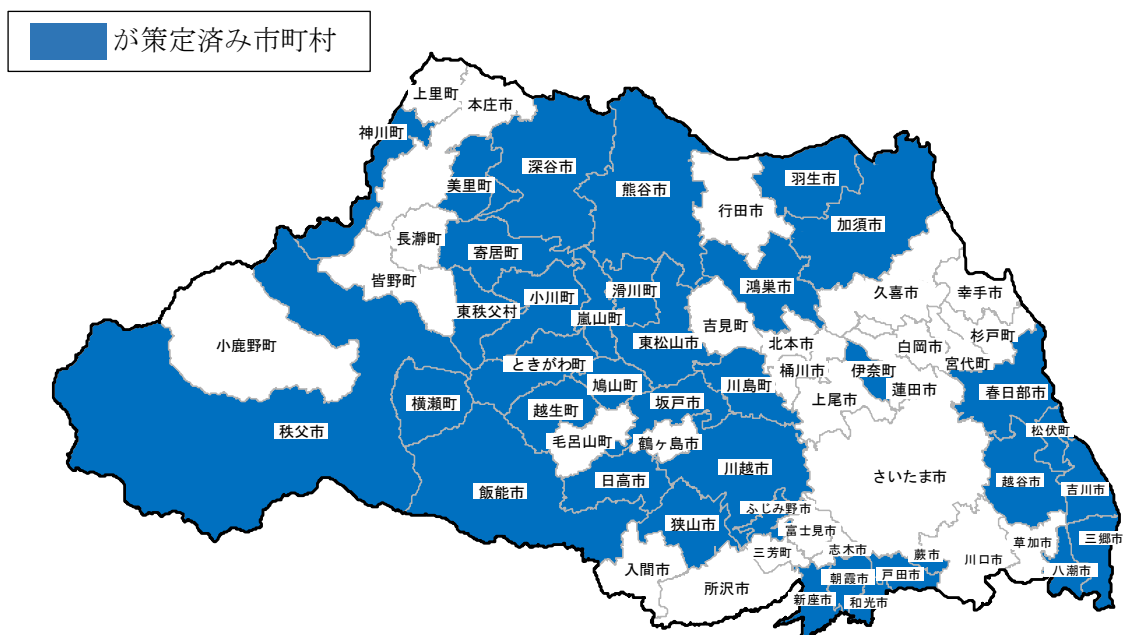 が策定済み市町村
上里町
本庄市
神川町
深谷市
美里町
熊谷市
羽生市
行田市
加須市
長瀞町
寄居町
皆野町
小川町
滑川町
鴻巣市
久喜市
幸手市
東秩父村
嵐山町
吉見町
小鹿野町
東松山市
北本市
白岡市
杉戸町
ときがわ町
桶川市
伊奈町
宮代町
鳩山町
川島町
蓮田市
春日部市
横瀬町
越生町
坂戸市
上尾市
秩父市
毛呂山町
鶴ヶ島市
松伏町
川越市
さいたま市
日高市
越谷市
飯能市
吉川市
ふじみ野市
狭山市
富士見市
三郷市
志木市
草加市
三芳町
蕨市
川口市
入間市
朝霞市
戸田市
八潮市
所沢市
新座市
和光市